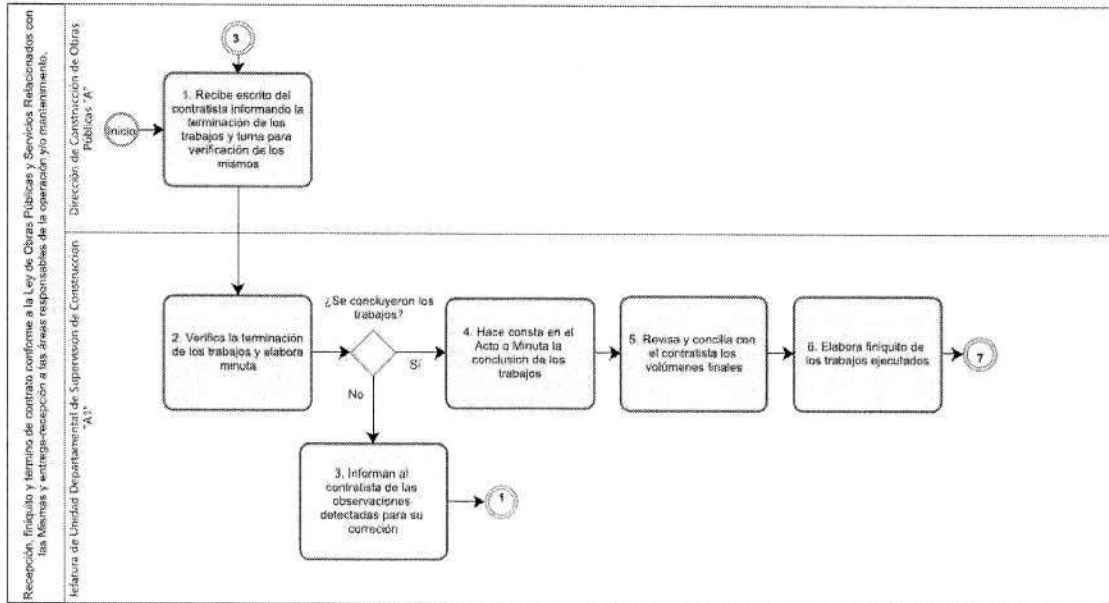 Recepción, finiquito y término de contrato conforme a la Ley de Obras Públicas y Servicios Relacionados con
las Mismas y entrega-recepción a las áreas responsables de la operación y/o mantenimiento.
Dirección de Construcción de Obras
Públicas "A"
3
Inicio
1. Recibe escrito del
contratista informando la
terminación de los
trabajos y turna para
verificación de los
mismos
Jefatura de Unidad Departamental de Supervisión de Construcción
"A1"
2. Verifica la terminación
de los trabajos y elabora
minuta
¿Se concluyeron los
trabajos?
Sí
No
4. Hace consta en el
Acto o Minuta la
conclusion de los
trabajos
5. Revisa y concilia con
el contratista los
volúmenes finales
6. Elabora finiquito de
los trabajos ejecutados
7
3. Informan al
contratista de las
observaciones
detectadas para su
correción
1